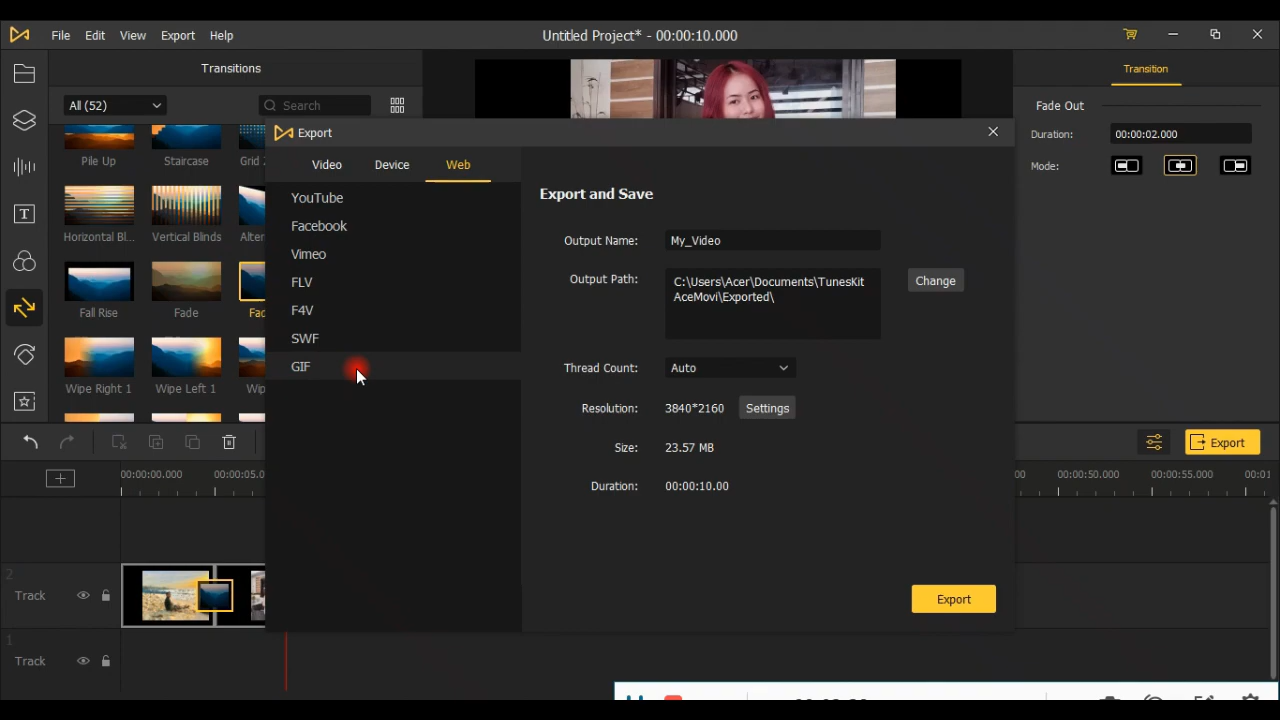 File Edit View Export Help
Untitled Project* - 00:00:10.000
Transitions
Transition
All (52)
Search
Fade Out
Duration: 00:00:02.000
Mode:
Pile Up Staircase Grid
Horizontal Bl... Vertical Blinds
Fall Rise Fade
Wipe Right 1 Wipe Left 1
Export
Video Device Web
YouTube
Facebook
Vimeo
FLV
F4V
SWF
GIF
Export and Save
Output Name: My_Video
Output Path: C:\Users\Acer\Documents\TunesKit
AceMovi\Exported\
Change
Thread Count: Auto
Resolution: 3840*2160 Settings
Size: 23.57 MB
Duration: 00:00:10.00
Export
Export
00:00:00.000 00:00:05.0 00 00:00:50.000 00:00:55.000 00:01
2
Track
1
Track